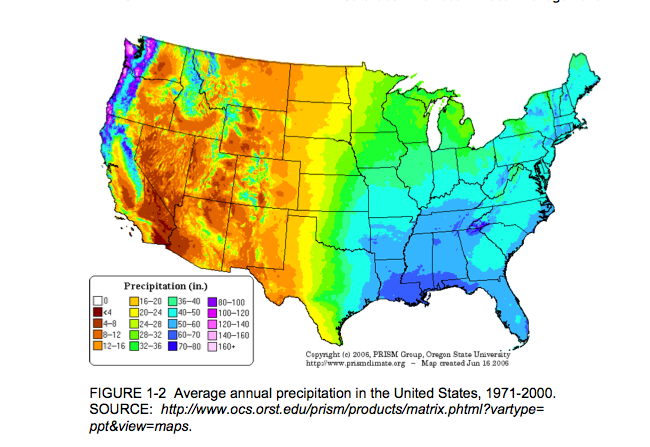 Precipitation (in.)
0 16–20 36–40 80–100
<4 20–24 40–50 100–120
4–8 24–28 50–60 120–140
8–12 28–32 60–70 140–160
12–16 32–36 70–80 160+
Copyright (c) 2006, PRISM Group, Oregon State University
http://www.prismclimate.org – Map created Jun 16 2006
FIGURE 1-2 Average annual precipitation in the United States, 1971-2000.
SOURCE: http://www.ocs.orst.edu/prism/products/matrix.phtml?vartype=
ppt&view=maps.